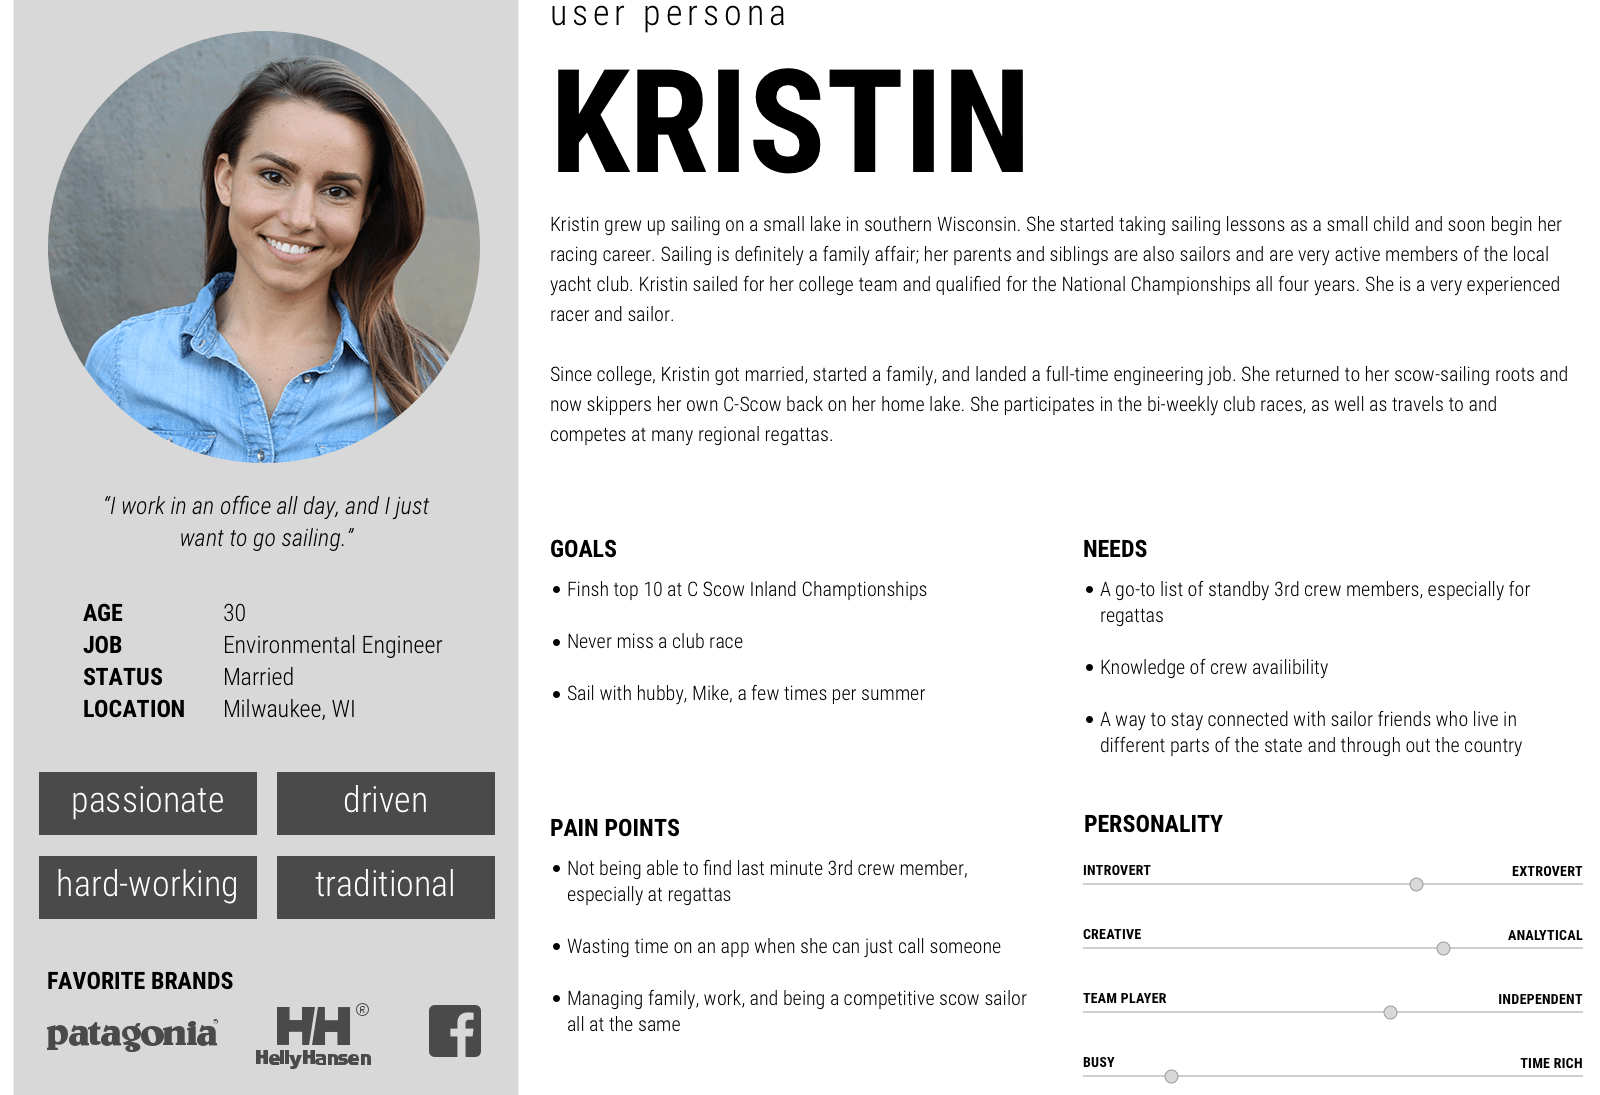 user persona
KRISTIN
Kristin grew up sailing on a small lake in southern Wisconsin. She started taking sailing lessons as a small child and soon begin her
racing career. Sailing is definitely a family affair; her parents and siblings are also sailors and are very active members of the local
yacht club. Kristin sailed for her college team and qualified for the National Championships all four years. She is a very experienced
racer and sailor.
Since college, Kristin got married, started a family, and landed a full-time engineering job. She returned to her scow-sailing roots and
now skippers her own C-Scow back on her home lake. She participates in the bi-weekly club races, as well as travels to and
competes at many regional regattas.
“I work in an office all day, and I just
want to go sailing.”
AGE 30
JOB Environmental Engineer
STATUS Married
LOCATION Milwaukee, WI
passionate
driven
hard-working
traditional
FAVORITE BRANDS
patagonia
HH®
HellyHansen
f
GOALS
• Finsh top 10 at C Scow Inland Champtionships
• Never miss a club race
• Sail with hubby, Mike, a few times per summer
NEEDS
• A go-to list of standby 3rd crew members, especially for
regattas
• Knowledge of crew availibility
• A way to stay connected with sailor friends who live in
different parts of the state and through out the country
PAIN POINTS
• Not being able to find last minute 3rd crew member,
especially at regattas
• Wasting time on an app when she can just call someone
• Managing family, work, and being a competitive scow sailor
all at the same
PERSONALITY
INTROVERT EXTROVERT
CREATIVE ANALYTICAL
TEAM PLAYER INDEPENDENT
BUSY TIME RICH